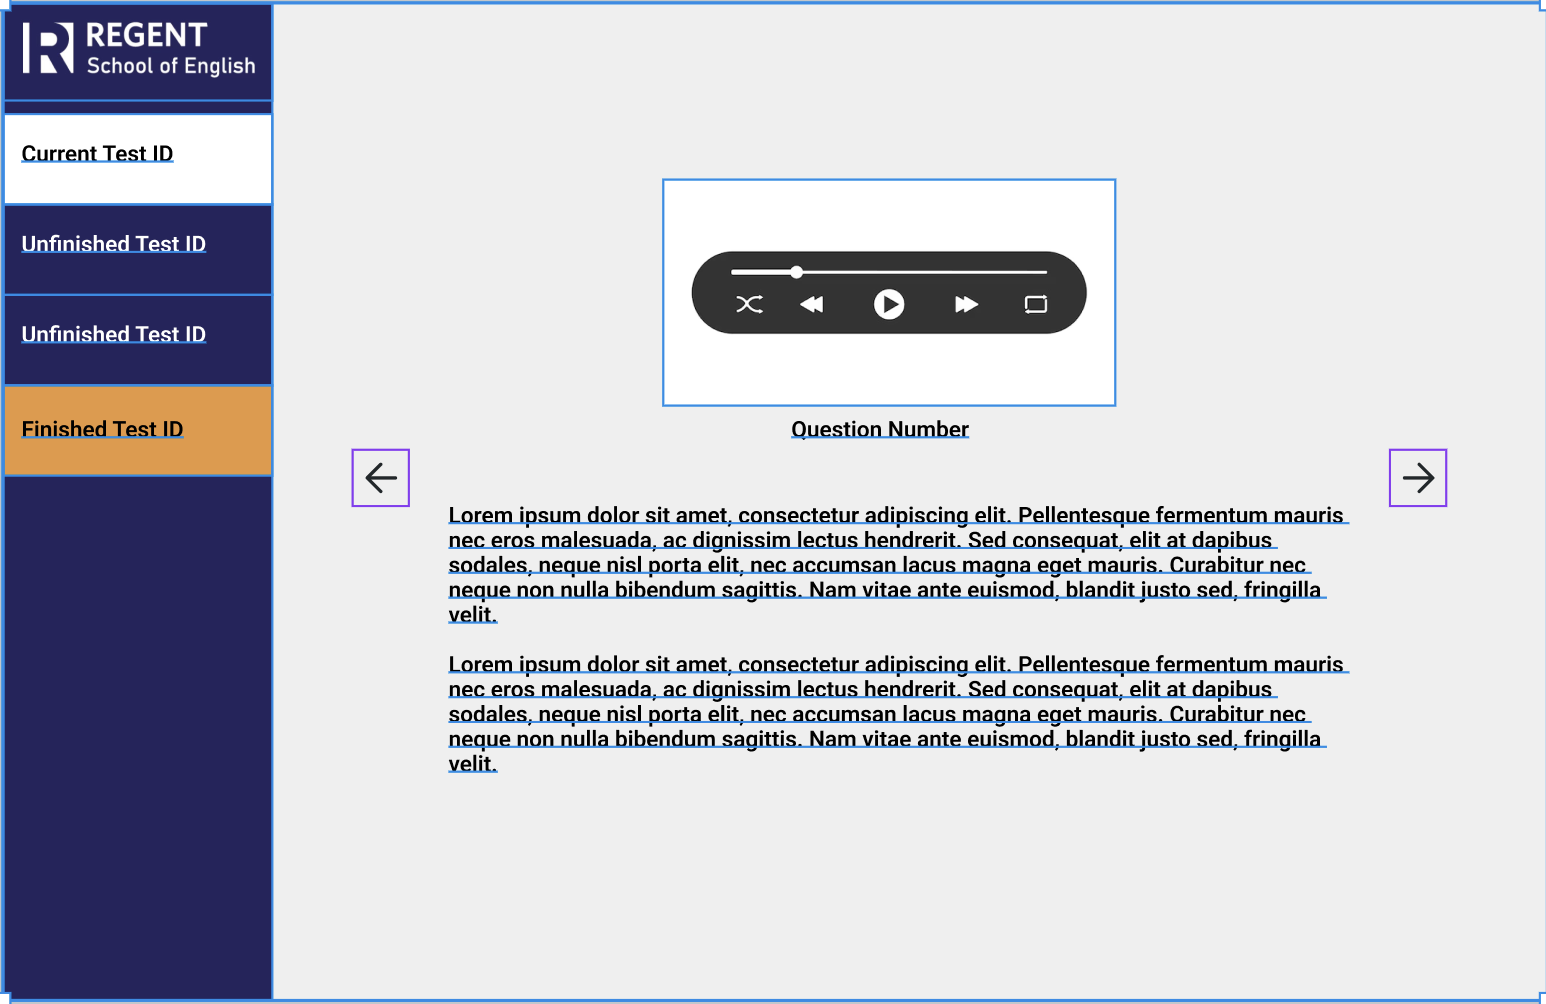 REGENT
School of English
Current Test ID
Unfinished Test ID
Unfinished Test ID
Finished Test ID
Question Number
Lorem ipsum dolor sit amet, consectetur adipiscing elit. Pellentesque fermentum mauris
nec eros malesuada, ac dignissim lectus hendrerit. Sed consequat, elit at dapibus
sodales, neque nisl porta elit, nec accumsan lacus magna eget mauris. Curabitur nec
neque non nulla bibendum sagittis. Nam vitae ante euismod, blandit justo sed, fringilla
velit.
Lorem ipsum dolor sit amet, consectetur adipiscing elit. Pellentesque fermentum mauris
nec eros malesuada, ac dignissim lectus hendrerit. Sed consequat, elit at dapibus
sodales, neque nisl porta elit, nec accumsan lacus magna eget mauris. Curabitur nec
neque non nulla bibendum sagittis. Nam vitae ante euismod, blandit justo sed, fringilla
velit.